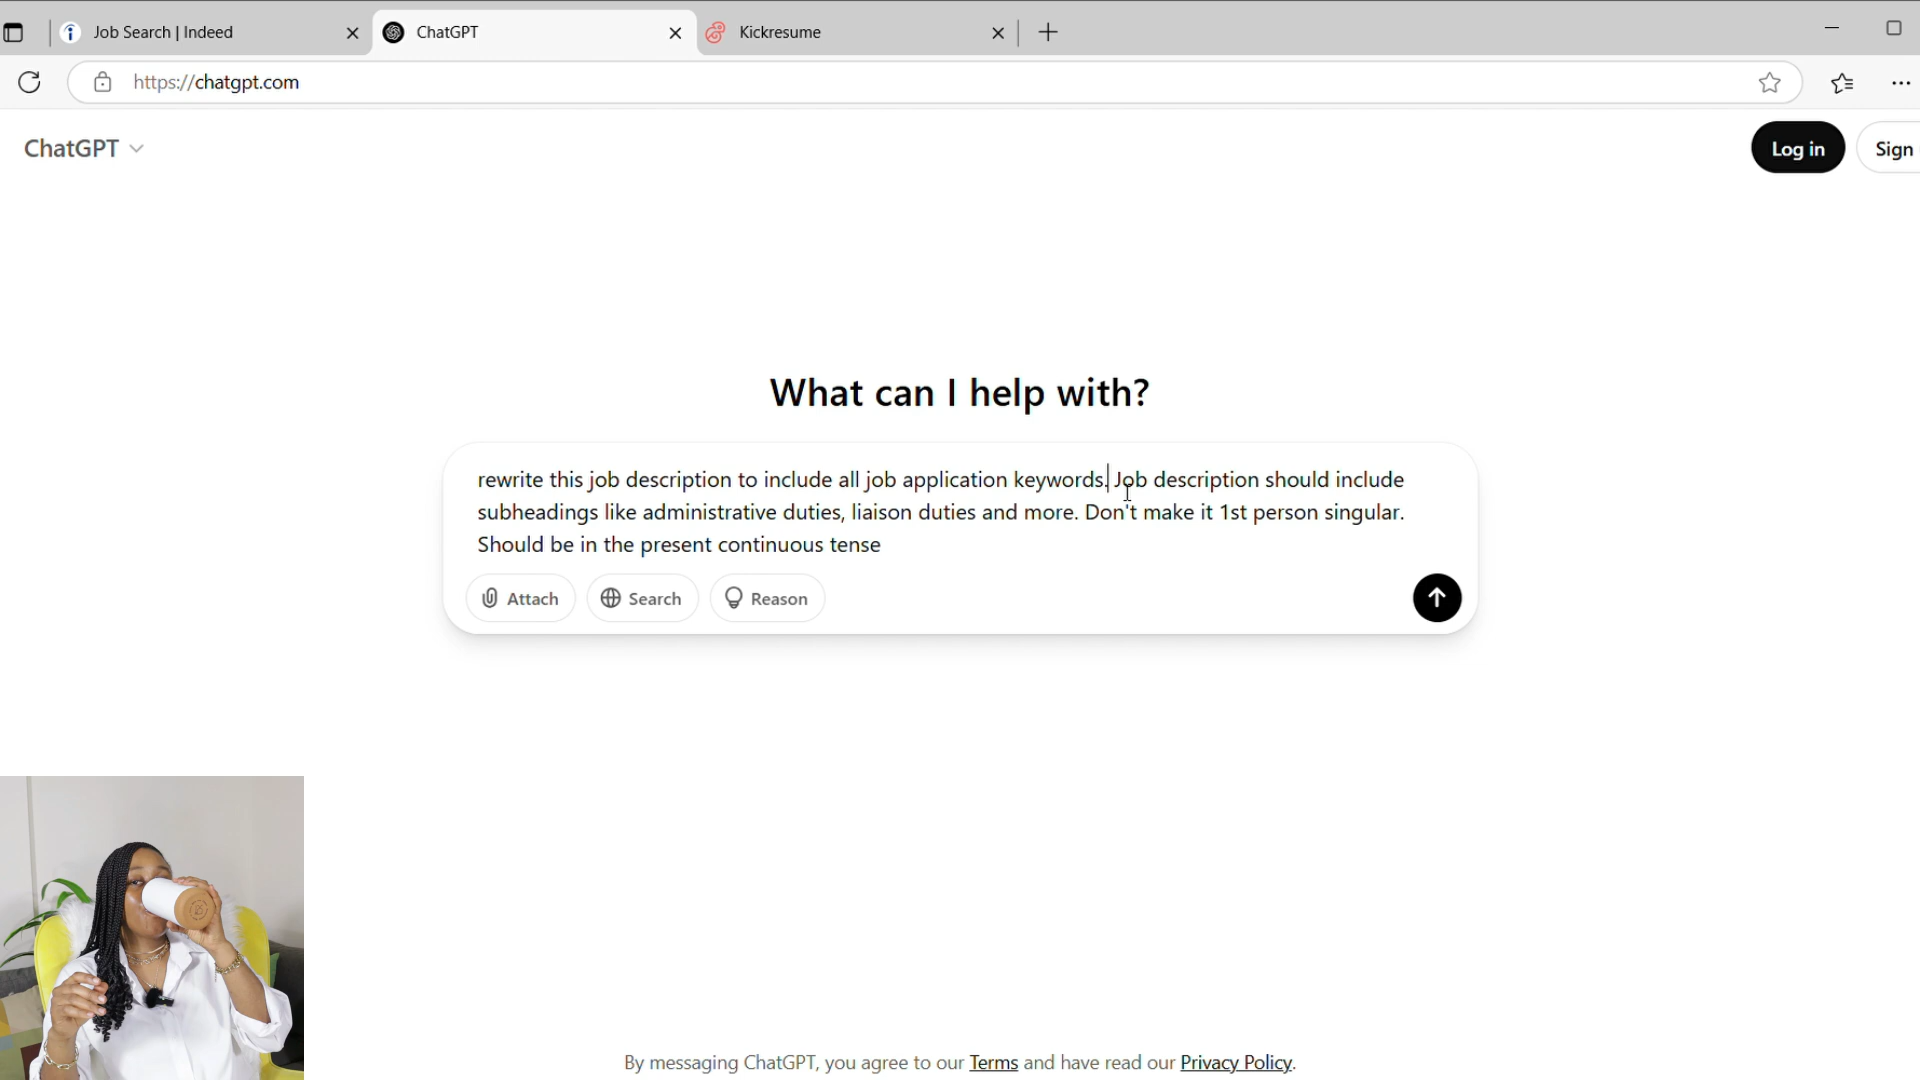 Job Search | Indeed
ChatGPT
Kickresume
https://chatgpt.com
ChatGPT
Log in
Sign
What can I help with?
rewrite this job description to include all job application keywords. Job description should include
subheadings like administrative duties, liaison duties and more. Don't make it 1st person singular.
Should be in the present continuous tense
Attach
Search
Reason
By messaging ChatGPT, you agree to our Terms and have read our Privacy Policy.